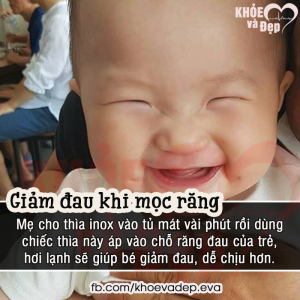 KHỎE
và Đẹp
Giảm đau khi mọc răng
Mẹ cho thìa inox vào tủ mát vài phút rồi dùng
chiếc thìa này áp vào chỗ răng đau của trẻ,
hơi lạnh sẽ giúp bé giảm đau, dễ chịu hơn.
fb.com/khoevadep.eva